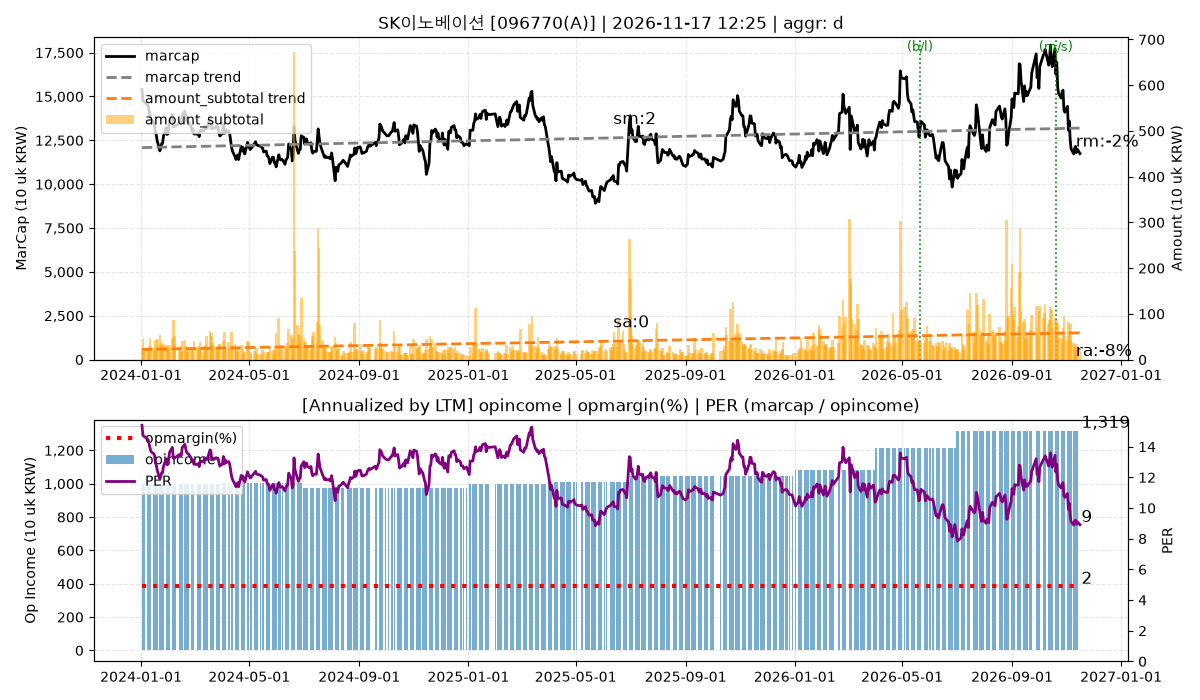 SK이노베이션 [096770(A)] | 2026-11-17 12:25 | aggr: d
MarCap (10 uk KRW)
17,500
15,000
12,500
10,000
7,500
5,000
2,500
0
marcap
marcap trend
amount_subtotal trend
amount_subtotal
(b/l)
(m/s)
sm:2
rm:-2%
sa:0
ra:-8%
700
600
500
400
300
200
100
0
Amount (10 uk KRW)
2024-01-01 2024-05-01 2024-09-01 2025-01-01 2025-05-01 2025-09-01 2026-01-01 2026-05-01 2026-09-01 2027-01-01
[Annualized by LTM] opincome | opmargin(%) | PER (marcap / opincome)
Op Income (10 uk KRW)
1,200
1,000
800
600
400
200
0
opmargin(%)
opincome
PER
1,319
9
2
14
12
10
8
6
4
2
0
PER
2024-01-01 2024-05-01 2024-09-01 2025-01-01 2025-05-01 2025-09-01 2026-01-01 2026-05-01 2026-09-01 2027-01-01